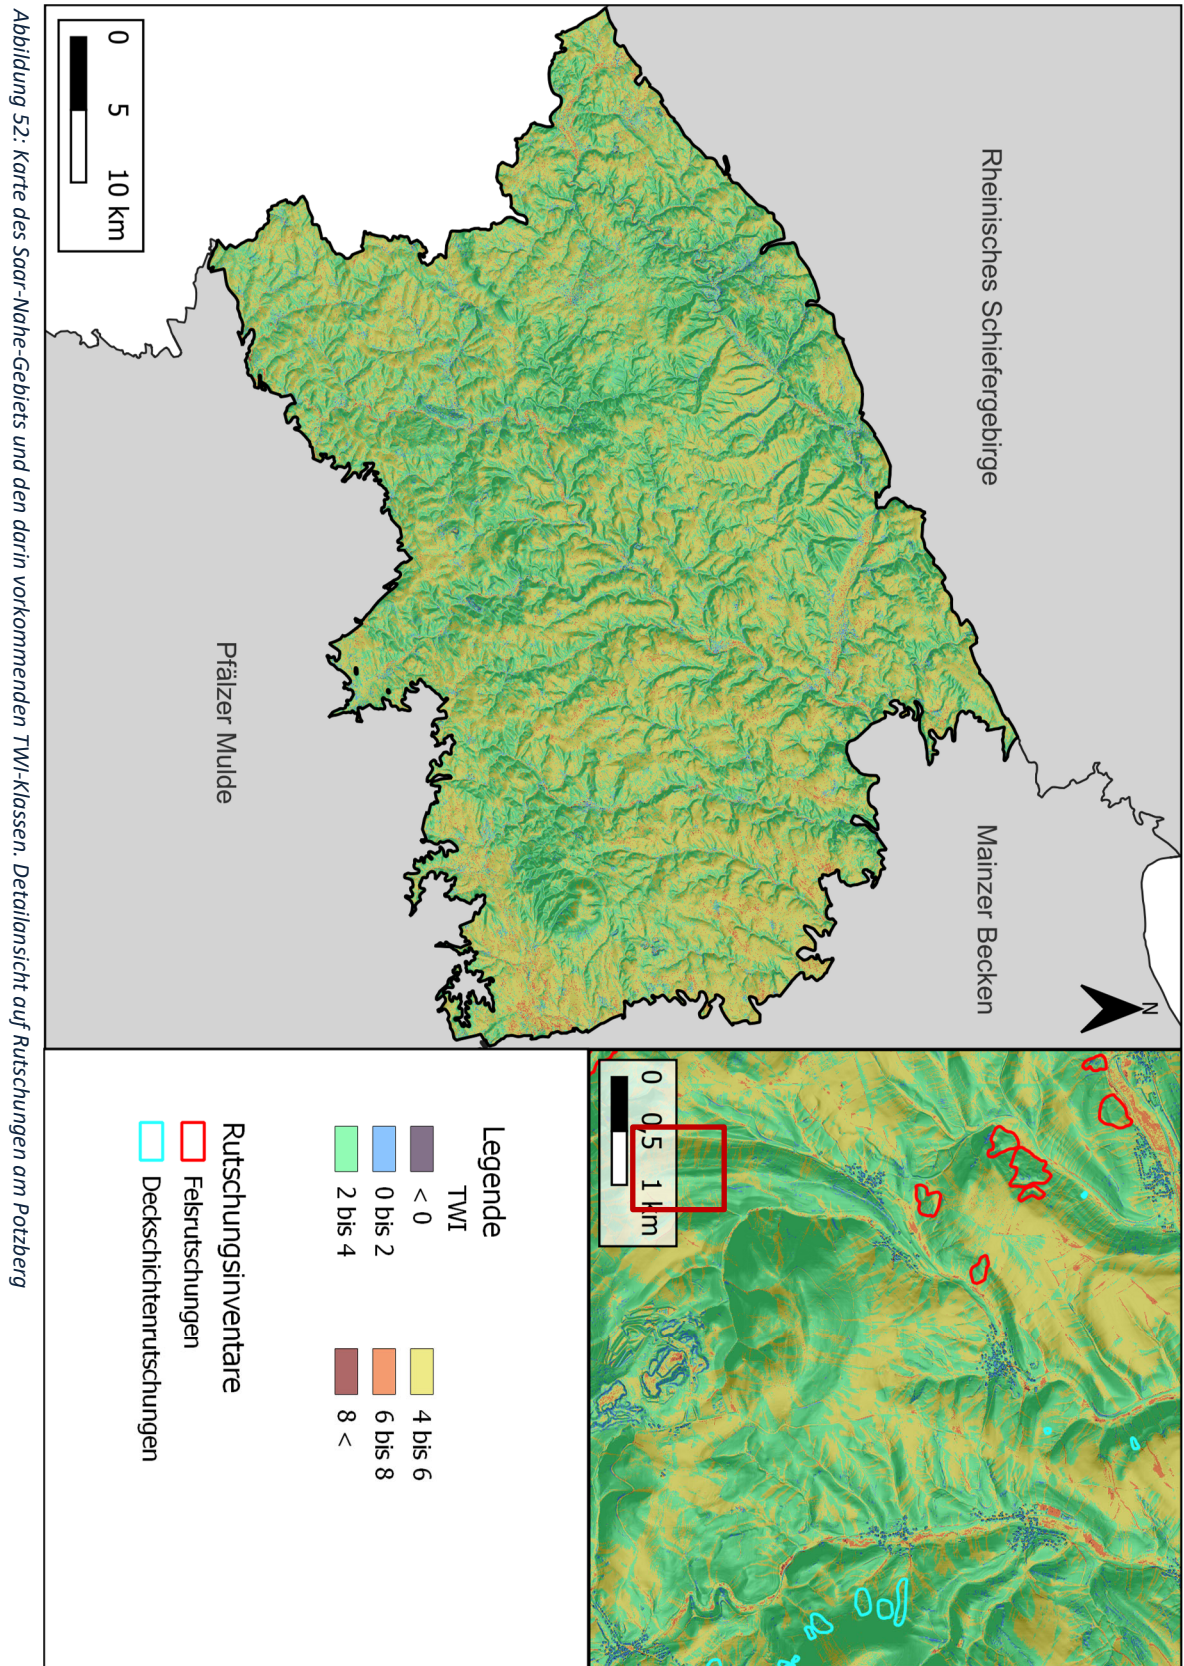 Rheinisches Schiefergebirge
Mainzer Becken
N
Pfälzer Mulde
0 5 10 km
0 0,5 1 km
Legende
TWI
< 0
0 bis 2
2 bis 4
4 bis 6
6 bis 8
8 <
Rutschungsinventare
Felsrutschungen
Deckschichtenrutschungen
Abbildung 52: Karte des Saar-Nahe-Gebiets und den darin vorkommenden TWI-Klassen. Detailansicht auf Rutschungen am Potzberg